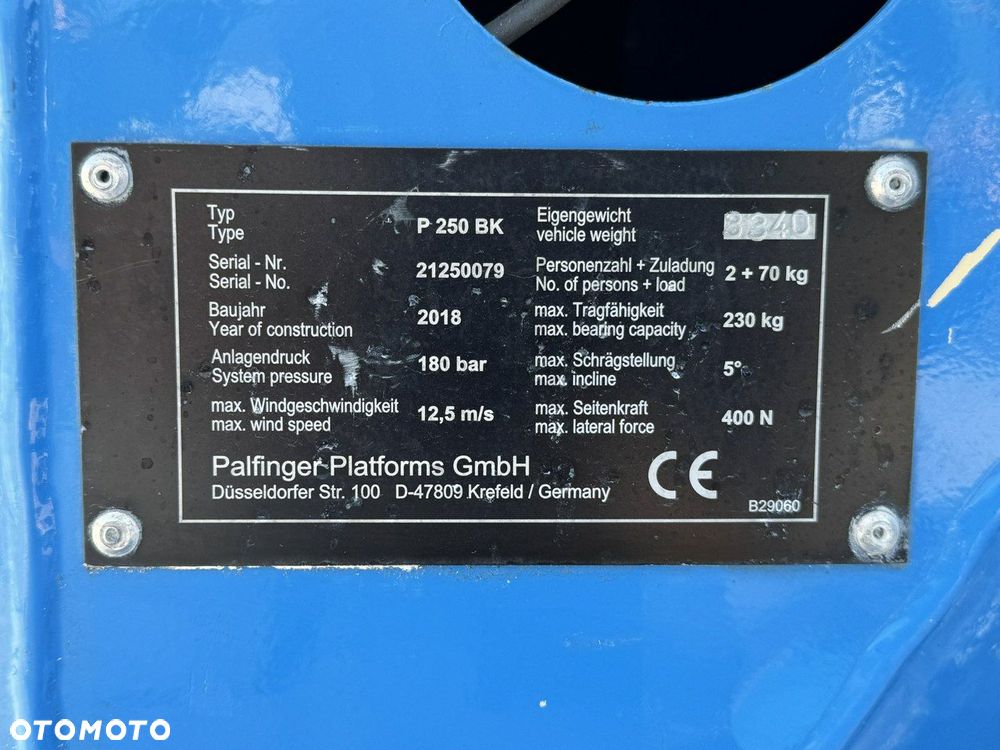 Typ
Type
P 250 BK
Eigengewicht
vehicle weight
3340
Serial - Nr.
Serial - No.
21250079
Personenzahl + Zuladung
No. of persons + load
2 + 70 kg
Baujahr
Year of construction
2018
max. Tragfähigkeit
max. bearing capacity
230 kg
Anlagendruck
System pressure
180 bar
max. Schrägstellung
max. incline
5°
max. Windgeschwindigkeit
max. wind speed
12,5 m/s
max. Seitenkraft
max. lateral force
400 N
Palfinger Platforms GmbH
Düsseldorfer Str. 100 D-47809 Krefeld / Germany
CE
B29060
OTOMOTO